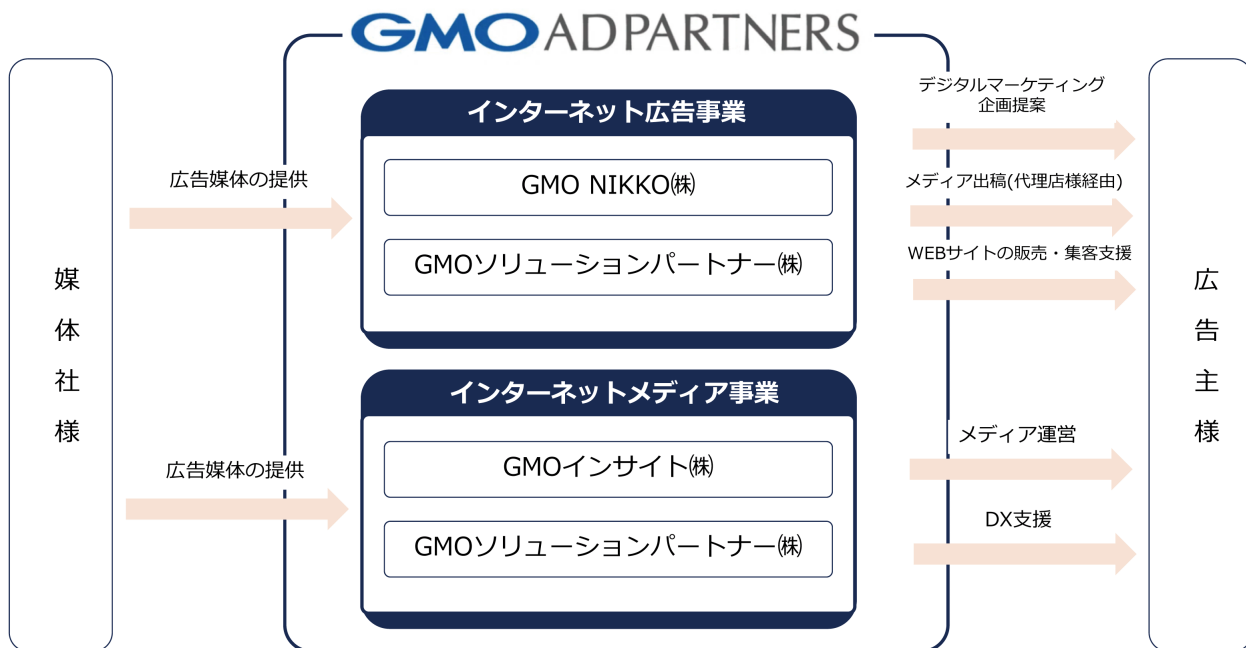 GMO AD PARTNERS
媒体社様
広告媒体の提供
広告媒体の提供
インターネット広告事業
GMO NIKKO㈱
GMOソリューションパートナー㈱
インターネットメディア事業
GMOインサイト㈱
GMOソリューションパートナー㈱
デジタルマーケティング
企画提案
メディア出稿(代理店様経由)
WEBサイトの販売・集客支援
メディア運営
DX支援
広告主様